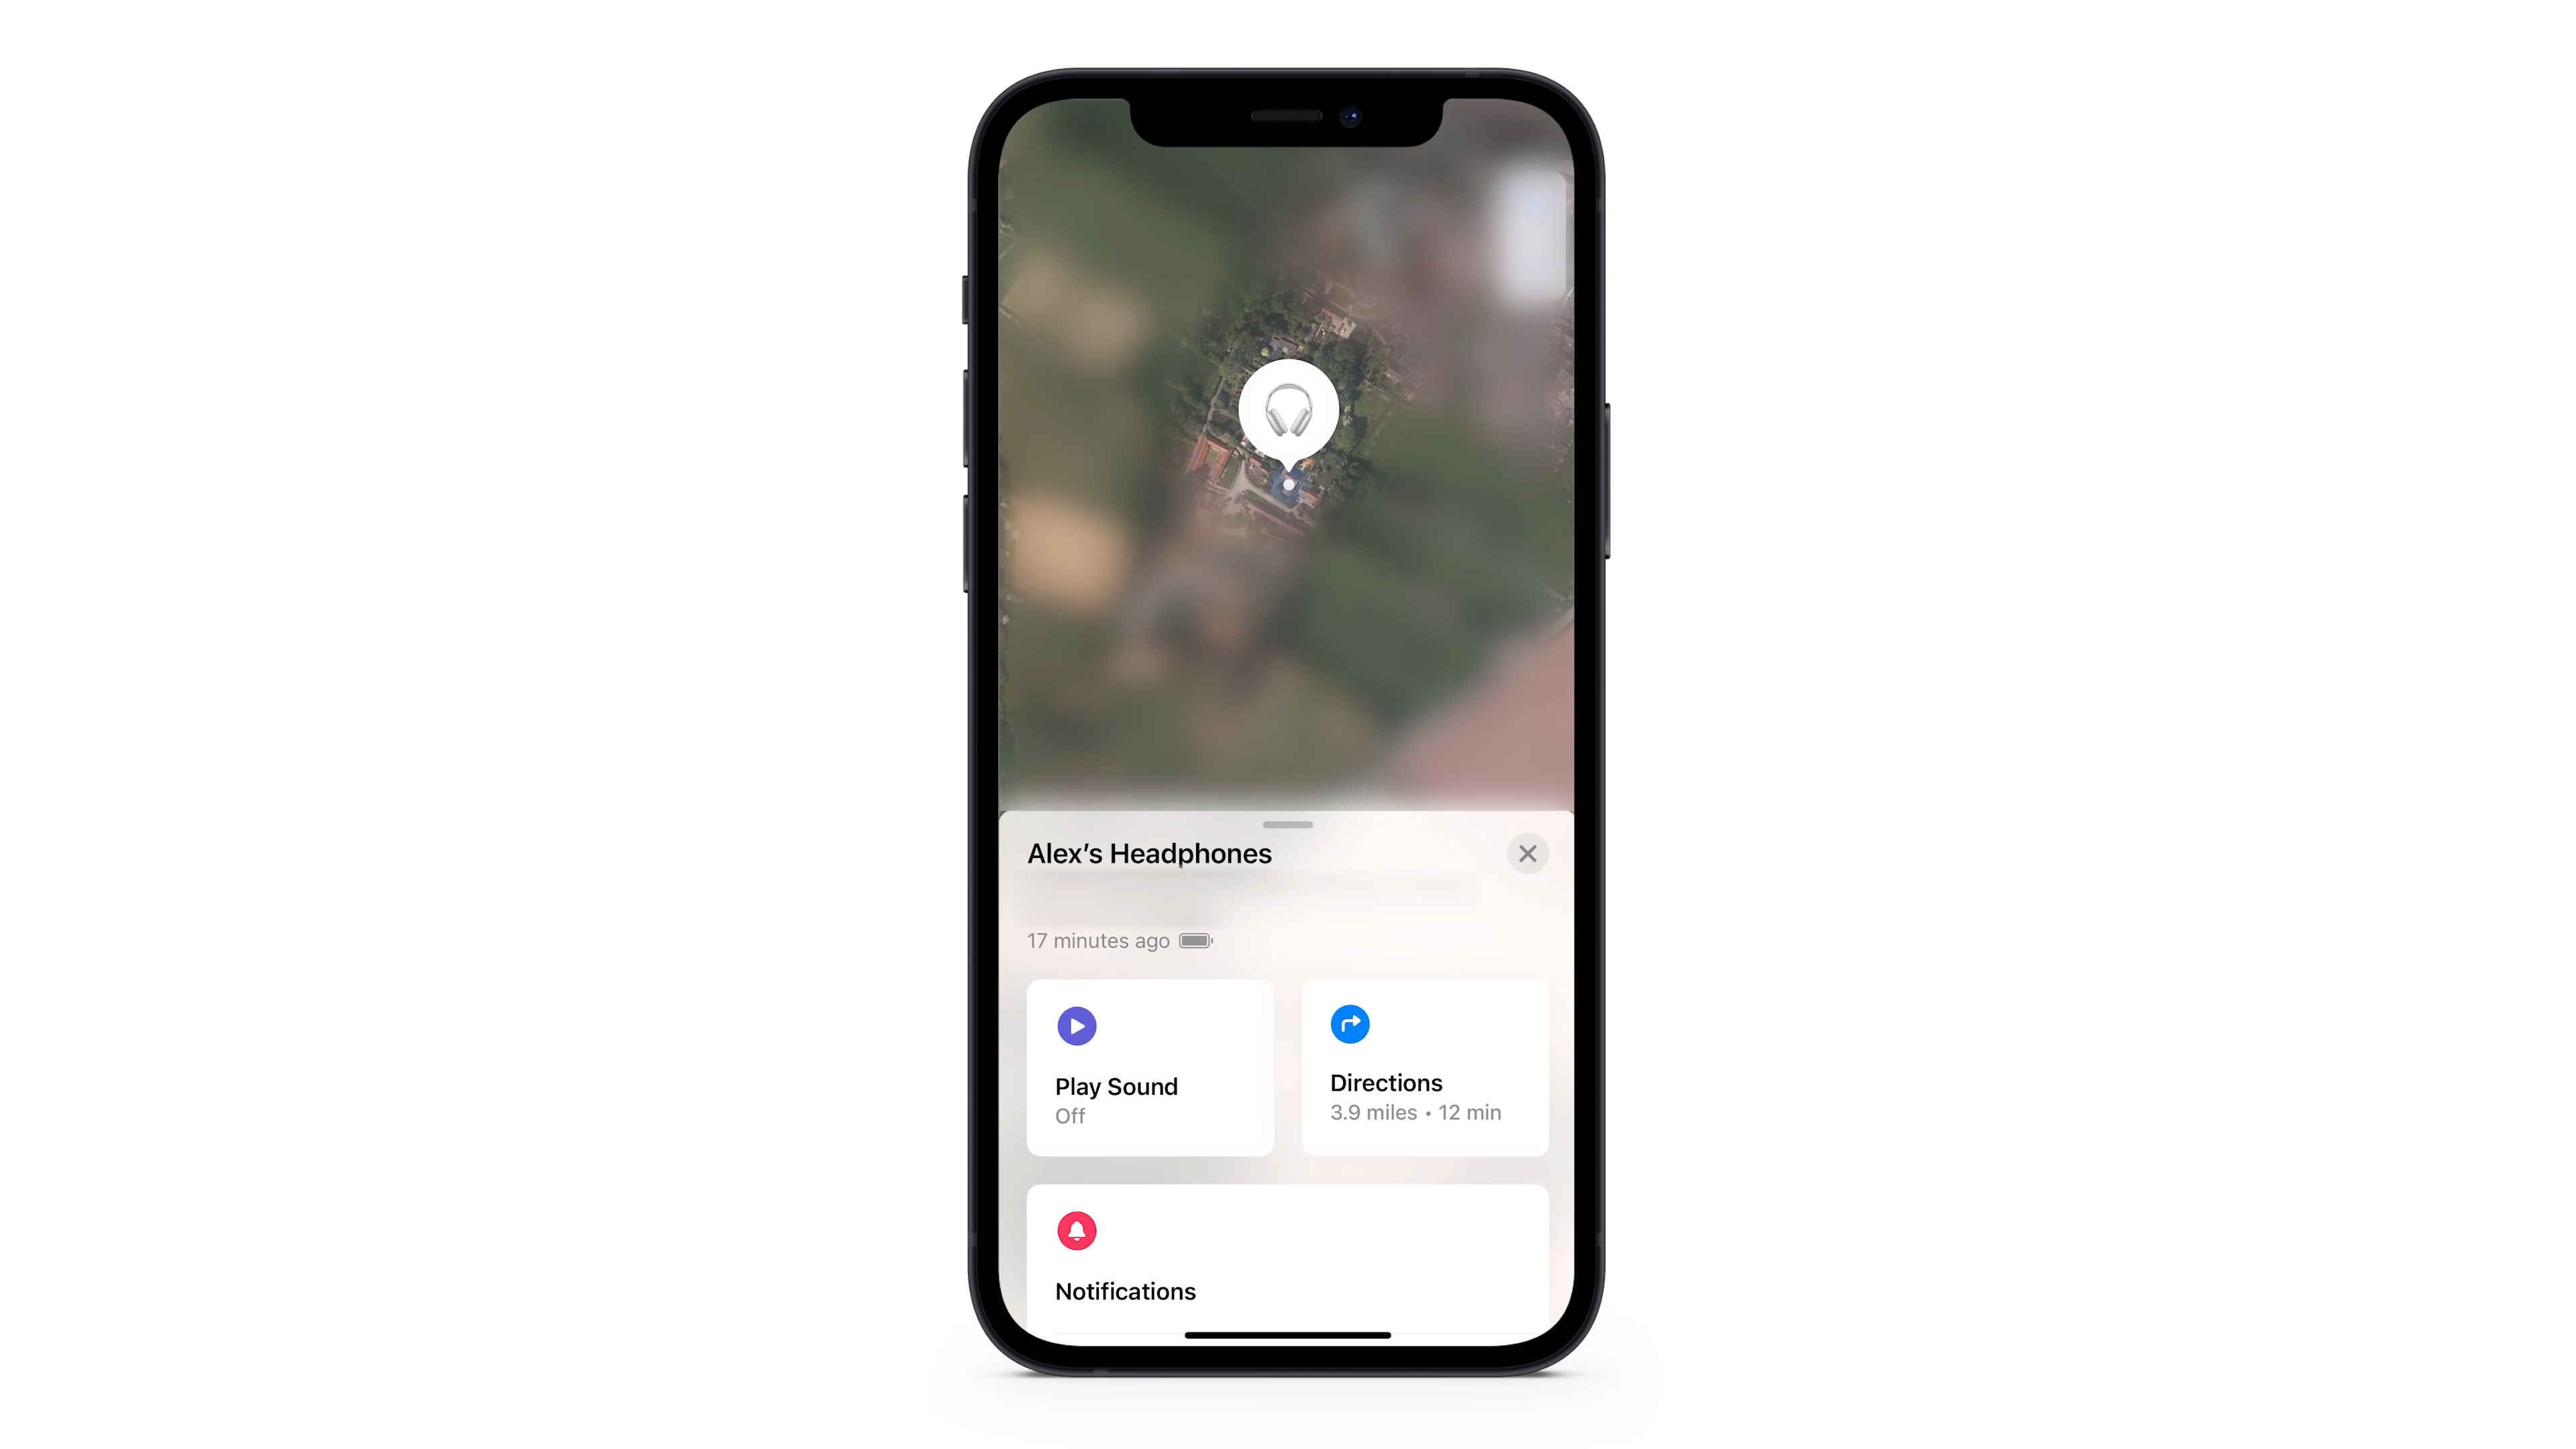 Alex’s Headphones
17 minutes ago
Play Sound
Off
Directions
3.9 miles • 12 min
Notifications